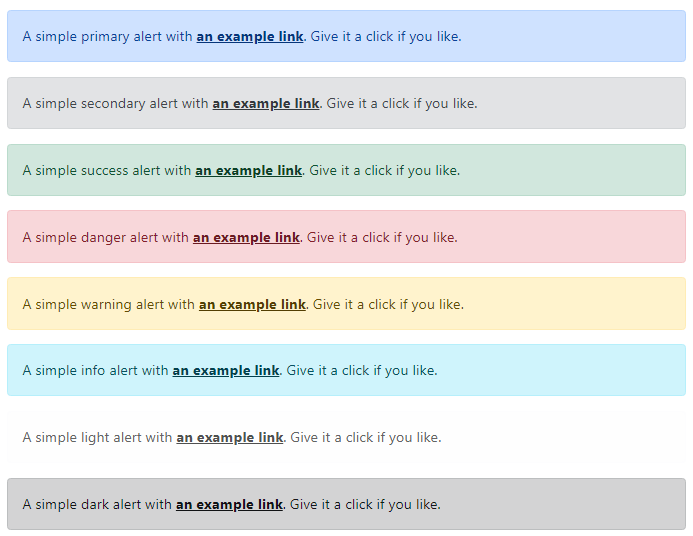 A simple primary alert with an example link. Give it a click if you like.
A simple secondary alert with an example link. Give it a click if you like.
A simple success alert with an example link. Give it a click if you like.
A simple danger alert with an example link. Give it a click if you like.
A simple warning alert with an example link. Give it a click if you like.
A simple info alert with an example link. Give it a click if you like.
A simple light alert with an example link. Give it a click if you like.
A simple dark alert with an example link. Give it a click if you like.